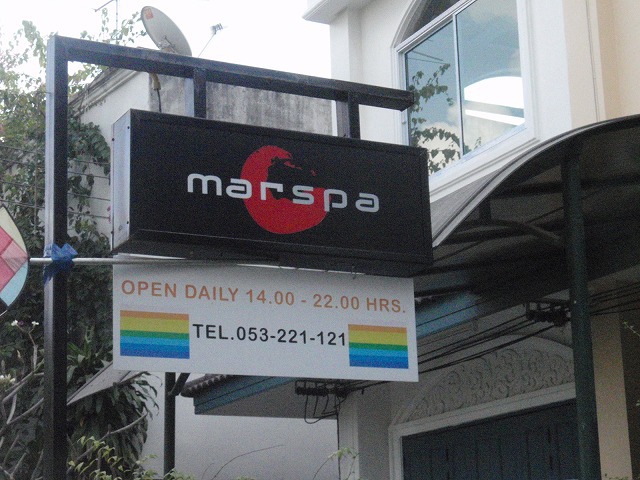 marspa
OPEN DAILY 14.00 - 22.00 HRS.
TEL.053-221-121